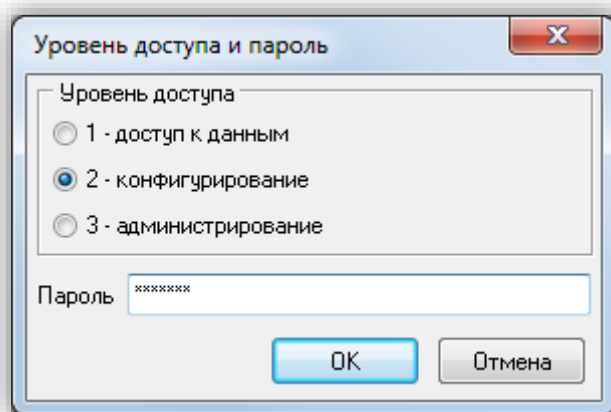 Уровень доступа и пароль
Уровень доступа
1 - доступ к данным
2 - конфигурирование
3 - администрирование
Пароль *******
OK Отмена